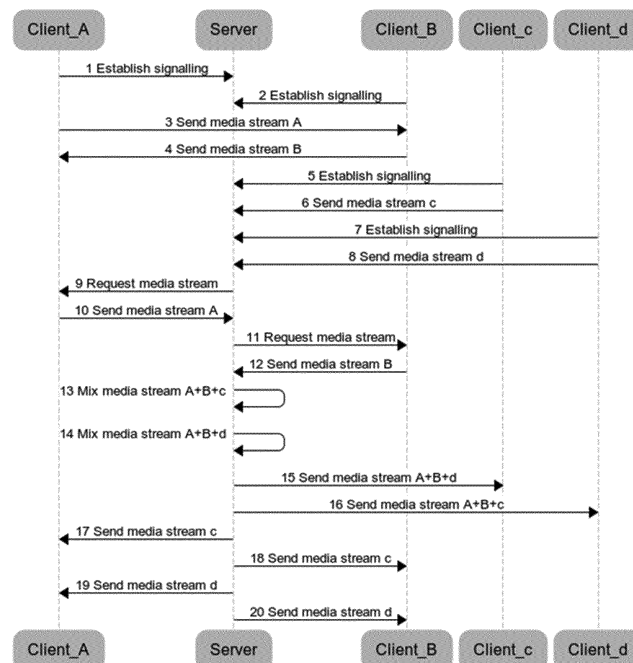 Client_A Server Client_B Client_c Client_d
1 Establish signalling
2 Establish signalling
3 Send media stream A
4 Send media stream B
5 Establish signalling
6 Send media stream c
7 Establish signalling
8 Send media stream d
9 Request media stream
10 Send media stream A
11 Request media stream
12 Send media stream B
13 Mix media stream A+B+c
14 Mix media stream A+B+d
15 Send media stream A+B+d
16 Send media stream A+B+c
17 Send media stream c
18 Send media stream c
19 Send media stream d
20 Send media stream d
Client_A Server Client_B Client_c Client_d